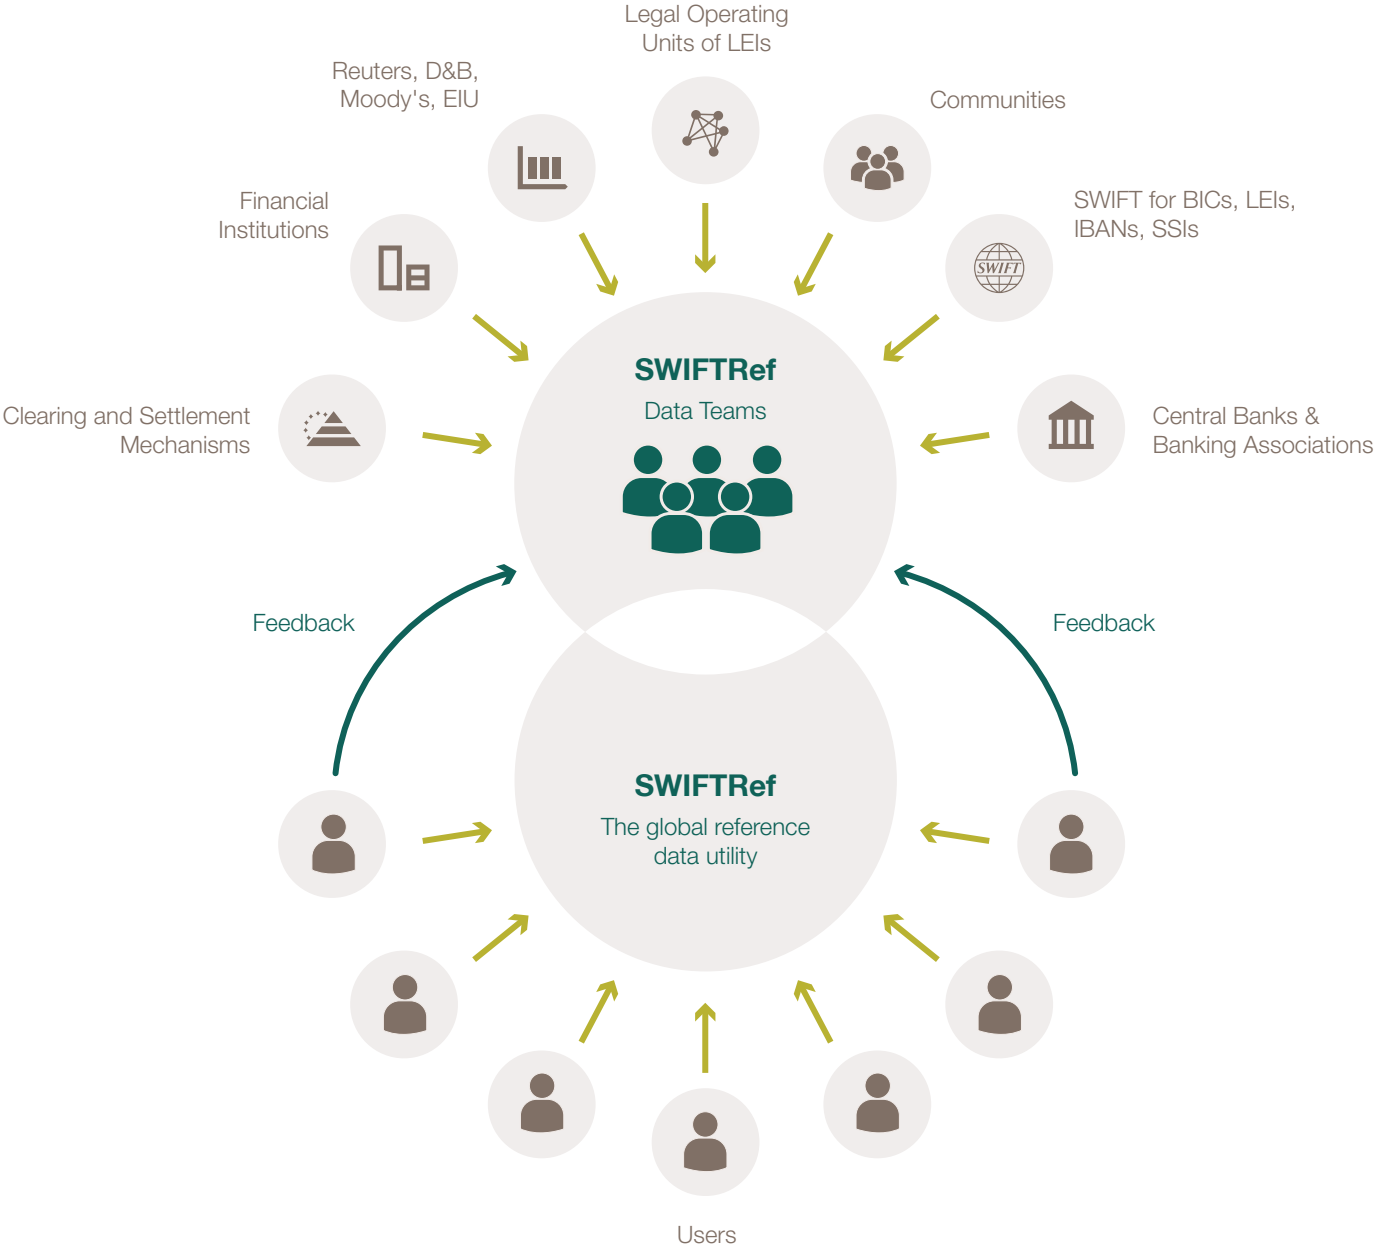 Legal Operating
Units of LEIs
Reuters, D&B,
Moody's, EIU
Communities
Financial
Institutions
SWIFT for BICs, LEIs,
IBANs, SSIs
SWIFT
SWIFTRef
Data Teams
Clearing and Settlement
Mechanisms
Central Banks &
Banking Associations
Feedback
Feedback
SWIFTRef
The global reference
data utility
Users